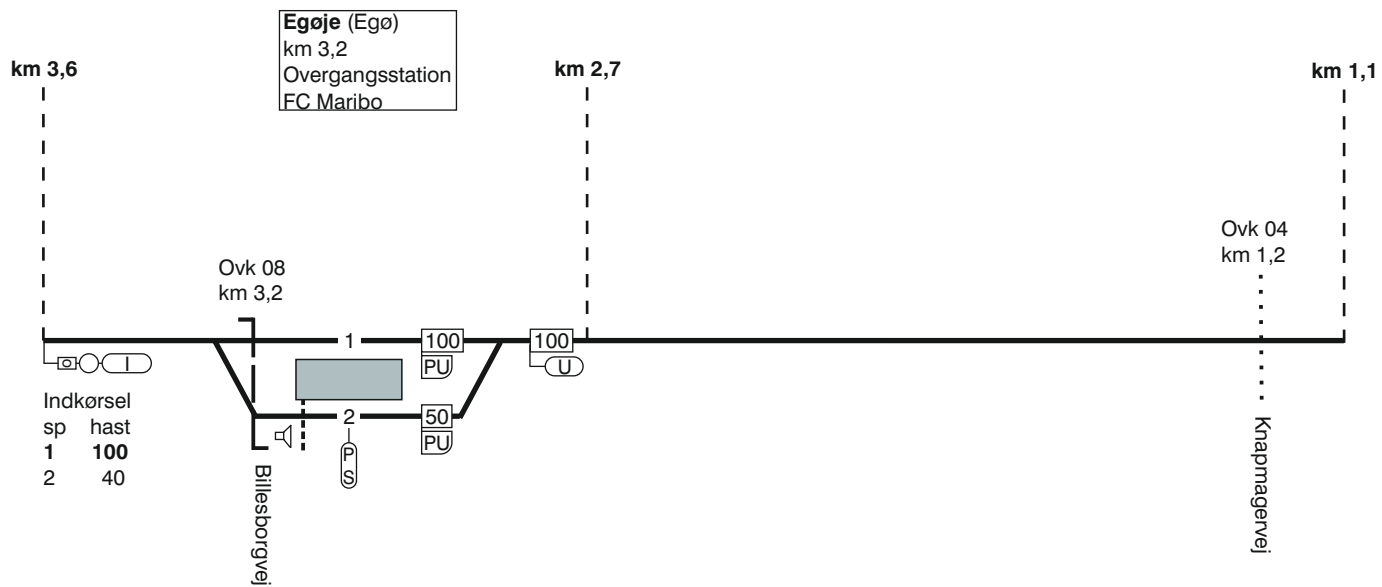 Egøje (Egø)
km 3,2
Overgangsstation
FC Maribo
km 3,6
km 2,7
km 1,1
Ovk 04
km 1,2
Ovk 08
km 3,2
1
100
PU
100
U
I
Indkørsel
sp hast
1 100
2 40
2
50
PU
P
S
Billesborgvej
Knapmagervej